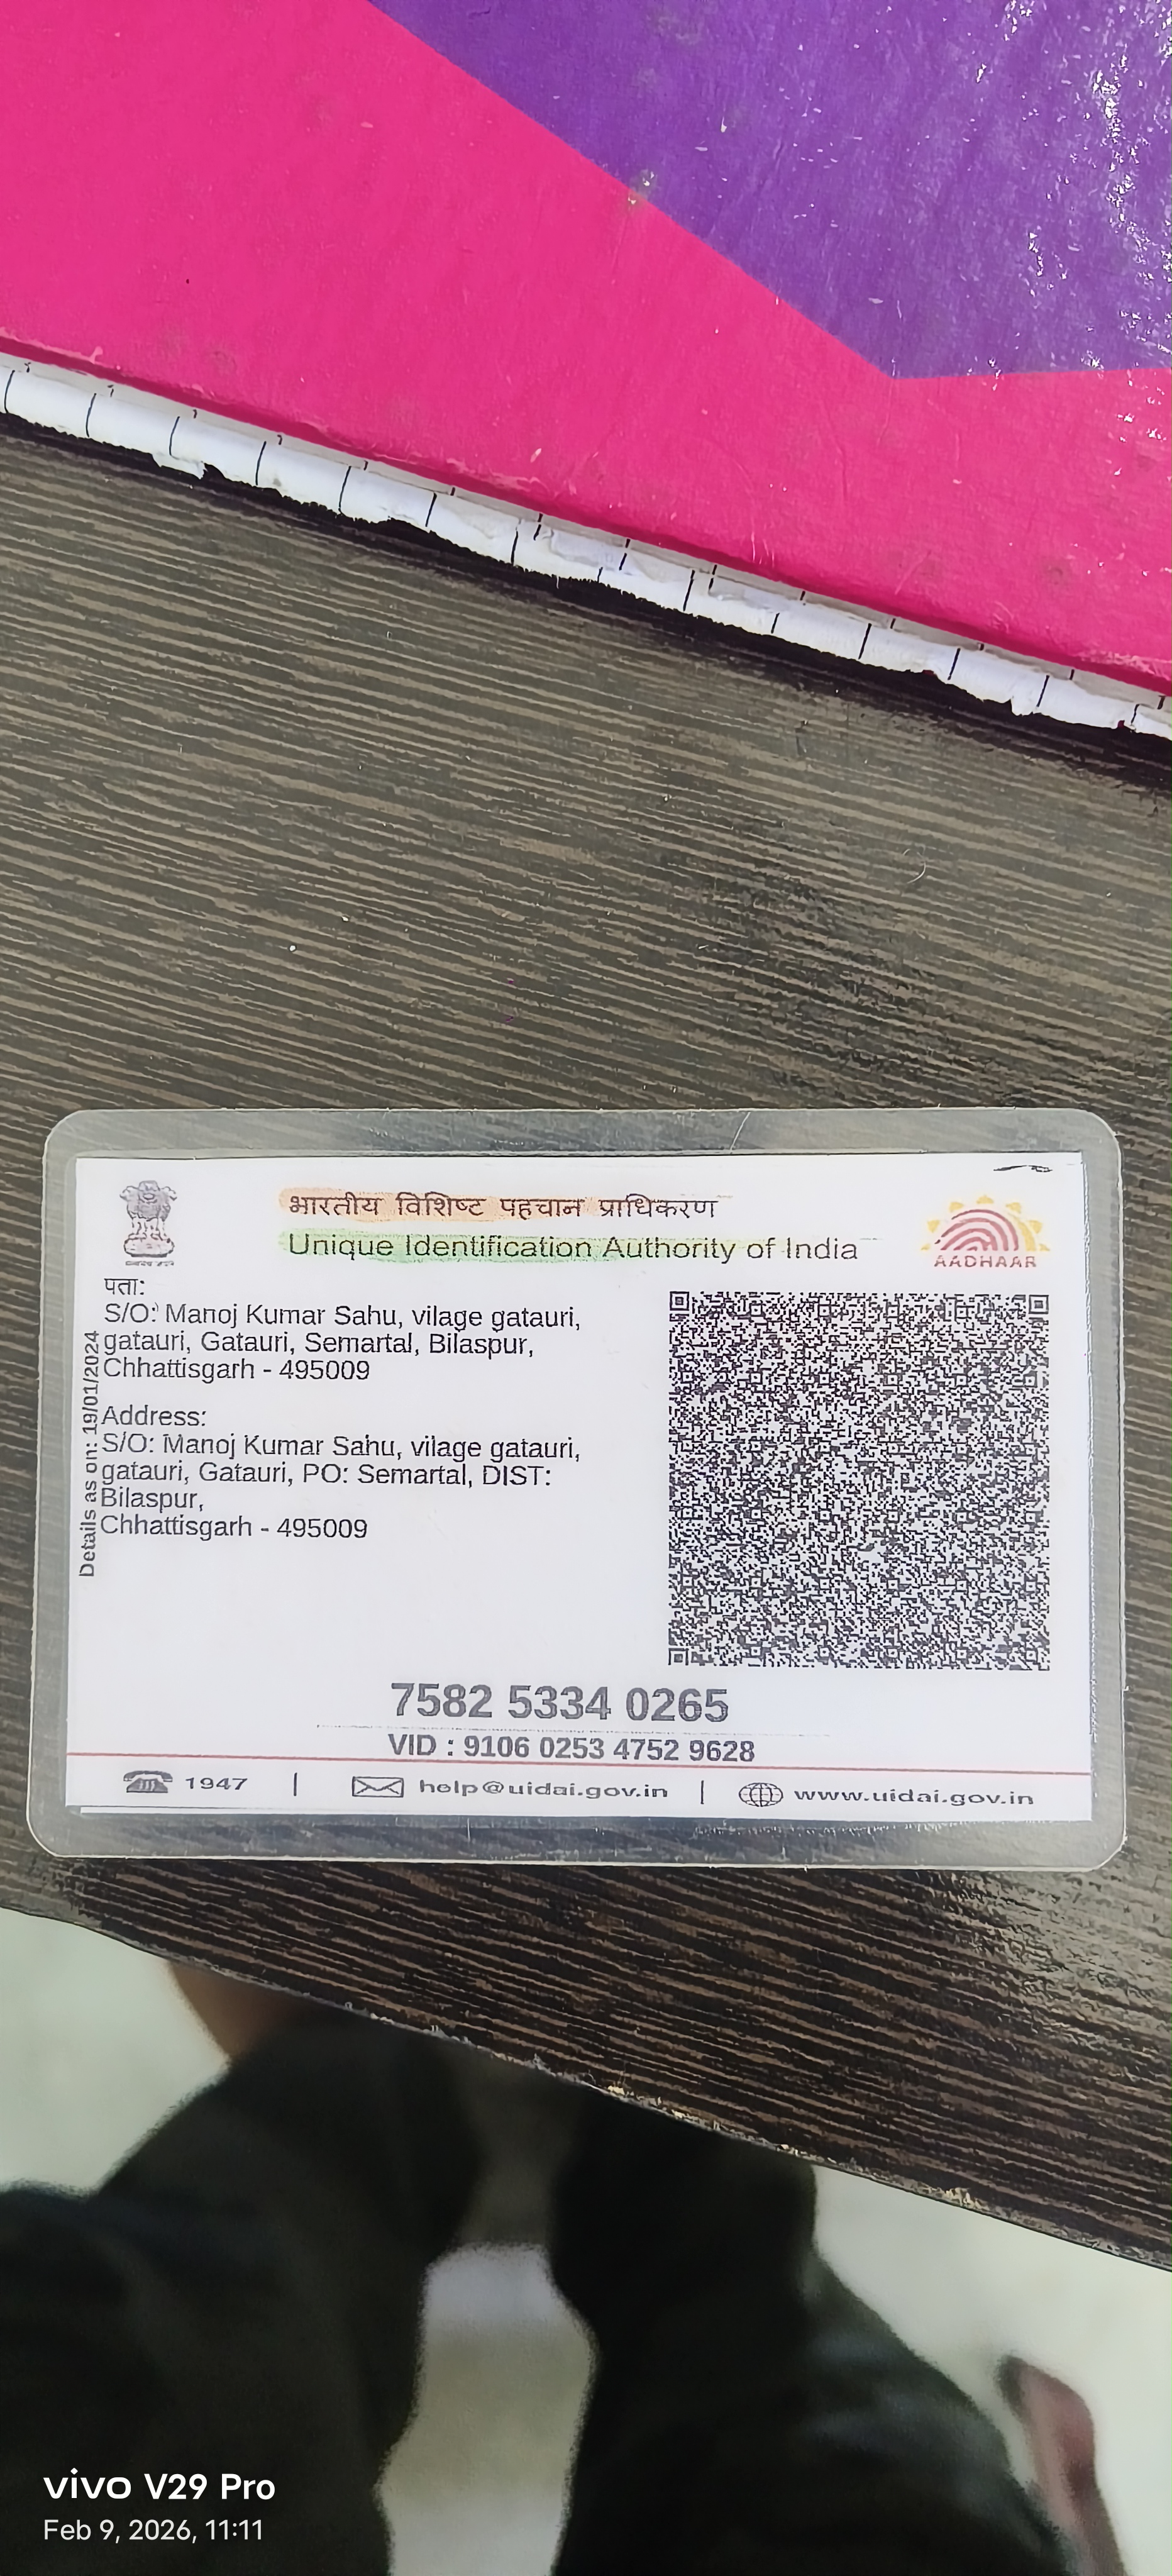 भारतीय विशिष्ट पहचान प्राधिकरण
Unique Identification Authority of India
AADHAAR
पता:
S/O: Manoj Kumar Sahu, vilage gatauri,
gatauri, Gatauri, Semartal, Bilaspur,
Chhattisgarh - 495009
Address:
S/O: Manoj Kumar Sahu, vilage gatauri,
gatauri, Gatauri, PO: Semartal, DIST:
Bilaspur,
Chhattisgarh - 495009
Details as on: 19/01/2024
7582 5334 0265
VID : 9106 0253 4752 9628
1947 | help@uidai.gov.in | www.uidai.gov.in
vivo V29 Pro
Feb 9, 2026, 11:11